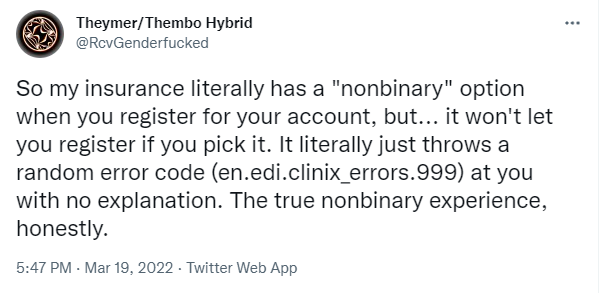 Theymer/Thembo Hybrid
@RcvGenderfucked
So my insurance literally has a "nonbinary" option
when you register for your account, but... it won't let
you register if you pick it. It literally just throws a
random error code (en.edi.clinix_errors.999) at you
with no explanation. The true nonbinary experience,
honestly.
5:47 PM · Mar 19, 2022 · Twitter Web App